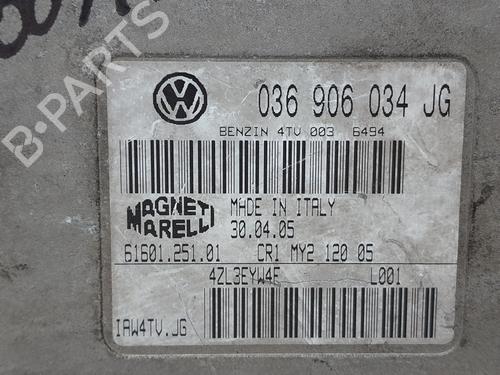 B-PARTS
036 906 034 JG
BENZIN 4TV 003 6494
MAGNETI MARELLI
MADE IN ITALY
30.04.05
61601.251.01 CR1 MY2 120 05
4ZL3EYW4F L001
IAW4TV.JG